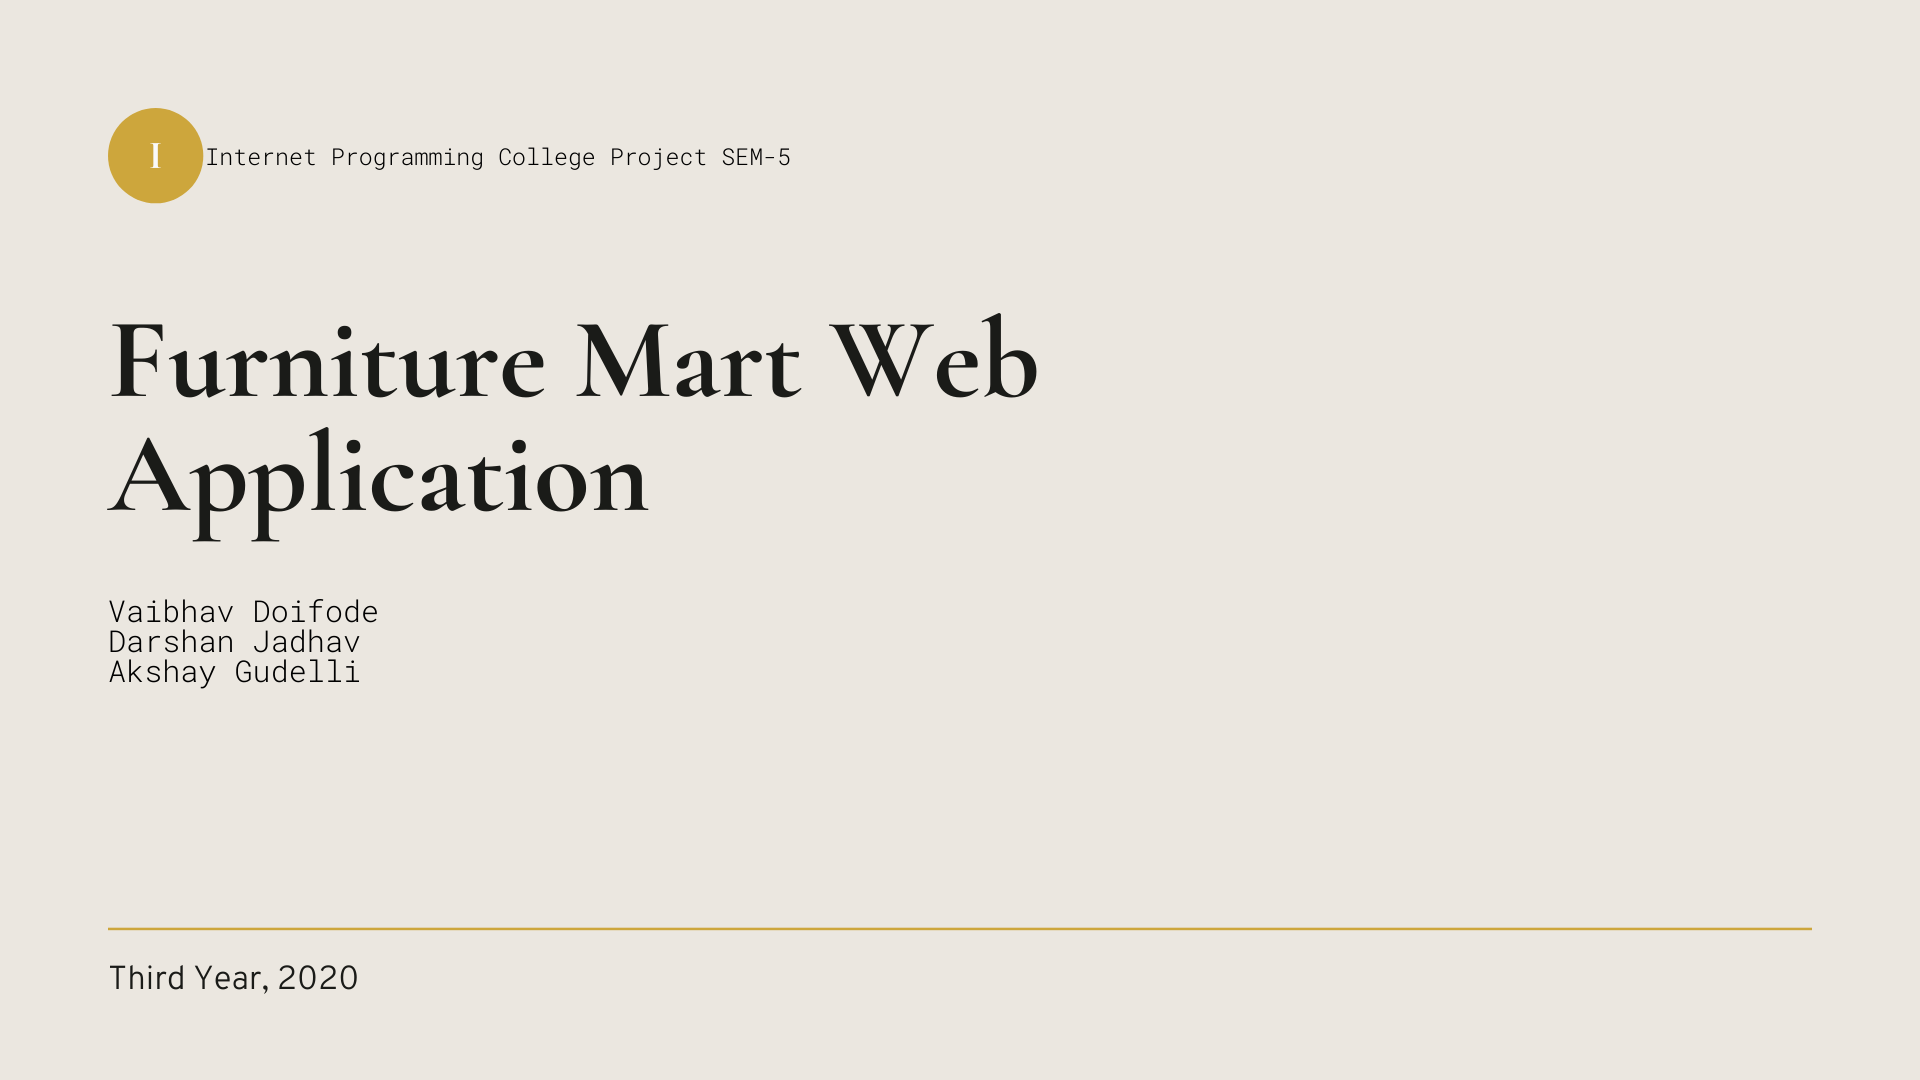 I
Internet Programming College Project SEM-5
Furniture Mart Web
Application
Vaibhav Doifode
Darshan Jadhav
Akshay Gudelli
Third Year, 2020